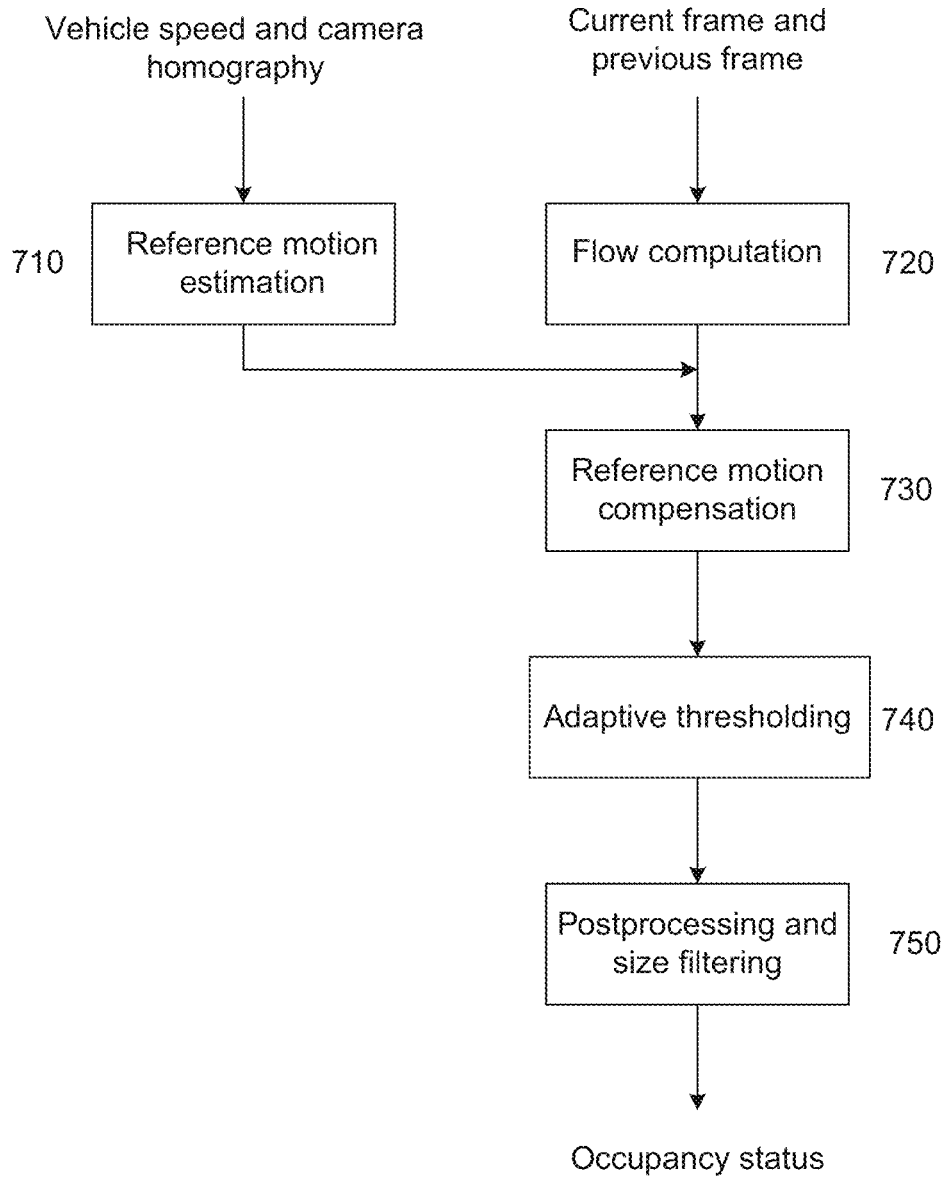 Vehicle speed and camera
homography
Current frame and
previous frame
710
Reference motion
estimation
Flow computation
720
Reference motion
compensation
730
Adaptive thresholding
740
Postprocessing and
size filtering
750
Occupancy status